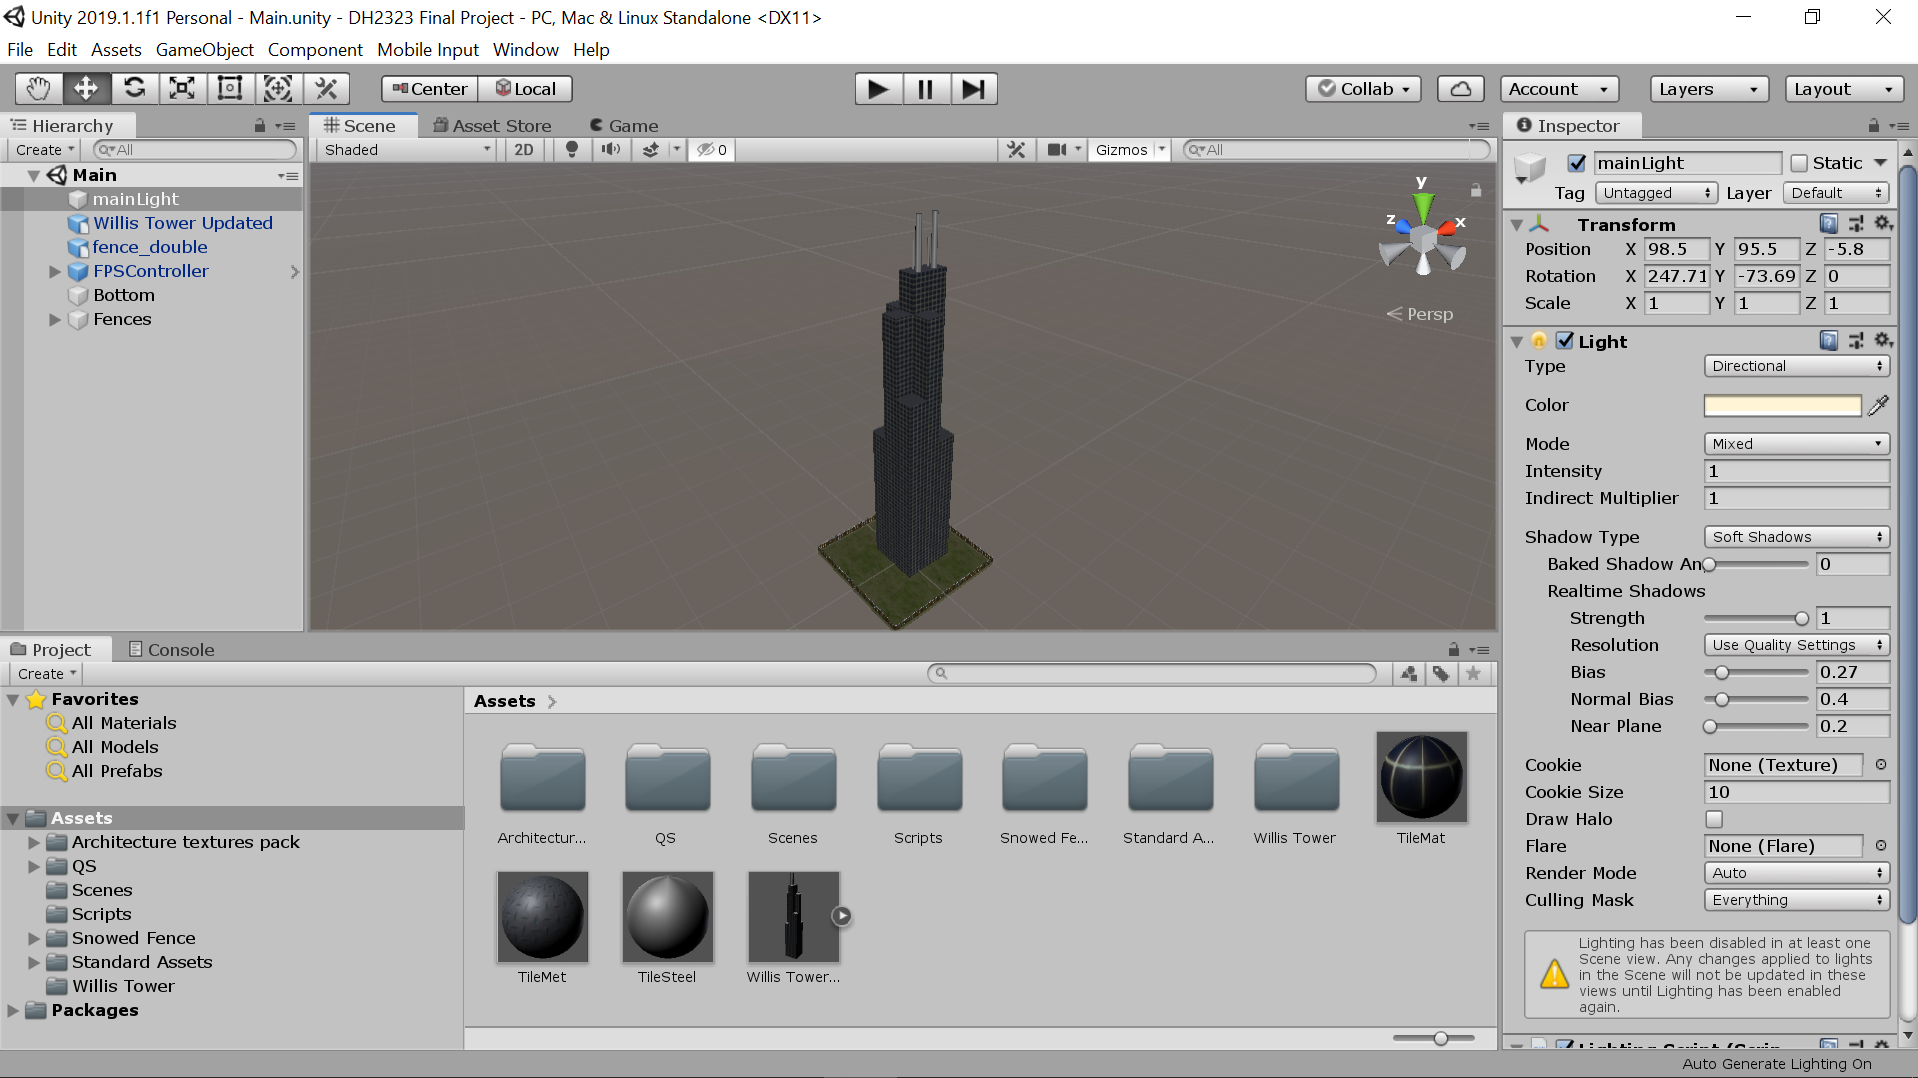 Unity 2019.1.1f1 Personal - Main.unity - DH2323 Final Project - PC, Mac & Linux Standalone <DX11>
File Edit Assets GameObject Component Mobile Input Window Help
Center Local Collab Account Layers Layout
Hierarchy
Create All
Main
mainLight
Willis Tower Updated
fence_double
FPSController
Bottom
Fences
Scene Asset Store Game
Shaded 2D 0 Gizmos All
y
z x
Persp
Project Console
Create
Favorites
All Materials
All Models
All Prefabs
Assets
Architecture textures pack
QS
Scenes
Scripts
Snowed Fence
Standard Assets
Willis Tower
Packages
Assets
Architectur... QS Scenes Scripts Snowed Fe... Standard A... Willis Tower TileMat
TileMet TileSteel Willis Tower...
Inspector
mainLight Static
Tag Untagged Layer Default
Transform
Position X 98.5 Y 95.5 Z -5.8
Rotation X 247.71 Y -73.69 Z 0
Scale X 1 Y 1 Z 1
Light
Type Directional
Color
Mode Mixed
Intensity 1
Indirect Multiplier 1
Shadow Type Soft Shadows
Baked Shadow An 0
Realtime Shadows
Strength 1
Resolution Use Quality Settings
Bias 0.27
Normal Bias 0.4
Near Plane 0.2
Cookie None (Texture)
Cookie Size 10
Draw Halo
Flare None (Flare)
Render Mode Auto
Culling Mask Everything
Lighting has been disabled in at least one
Scene view. Any changes applied to lights
in the Scene will not be updated in these
views until Lighting has been enabled
again.
Lighting Script (Scrip
Auto Generate Lighting On